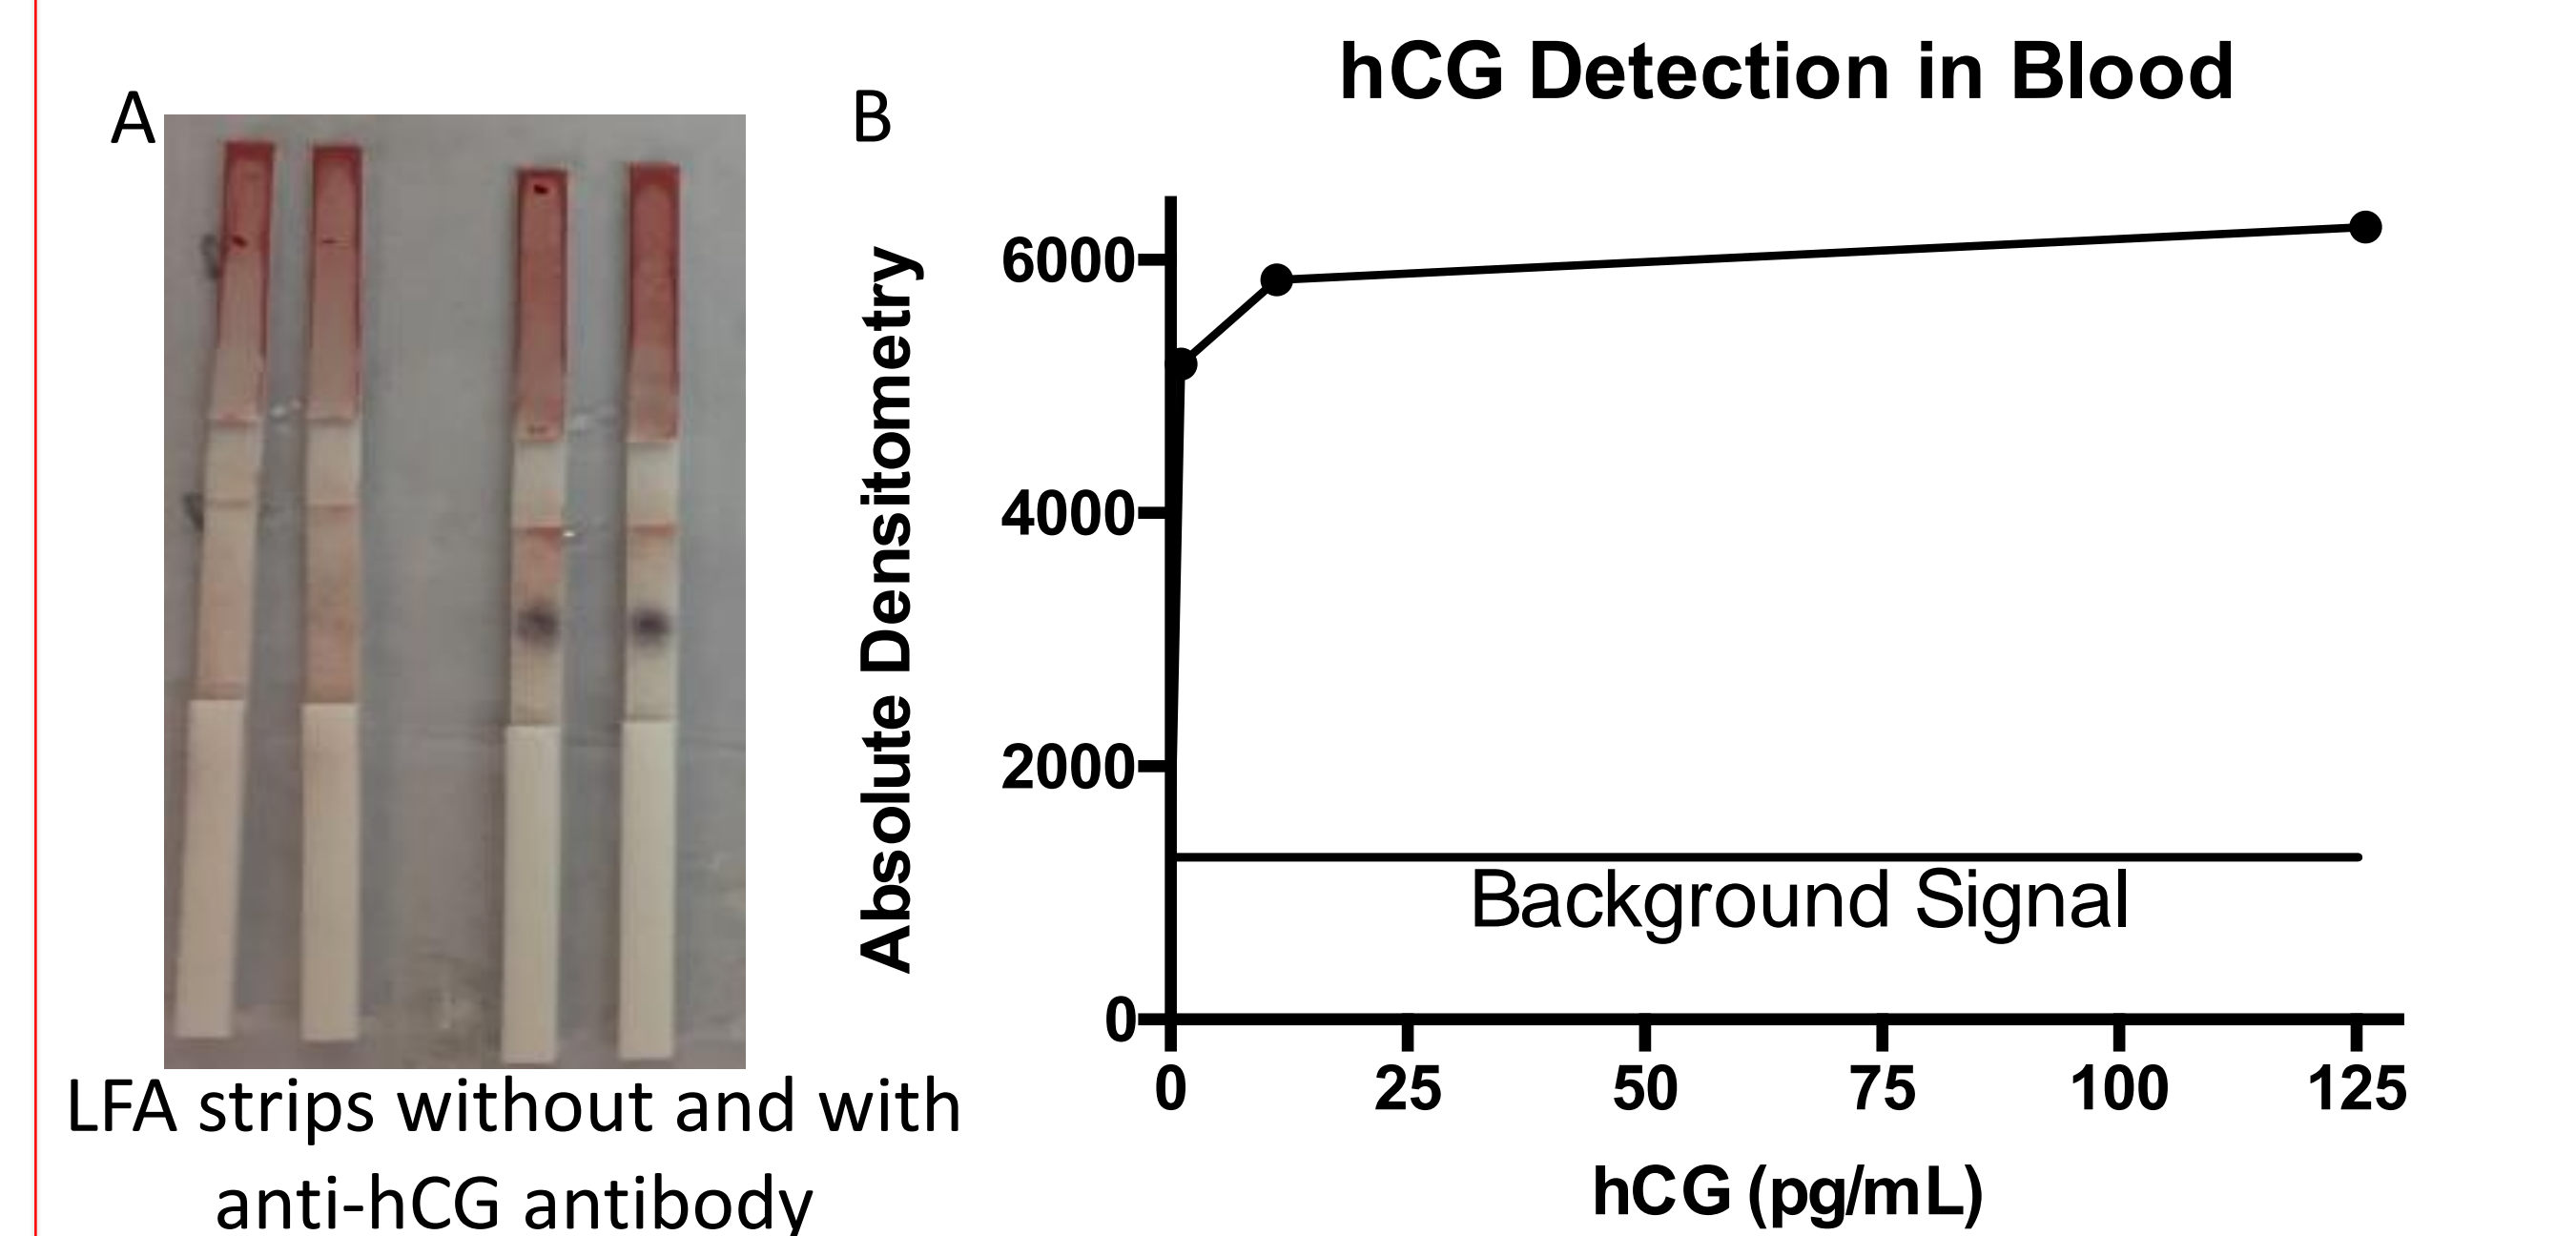 A
B
hCG Detection in Blood
Absolute Densitometry
6000
4000
2000
0
Background Signal
0 25 50 75 100 125
hCG (pg/mL)
LFA strips without and with
anti-hCG antibody